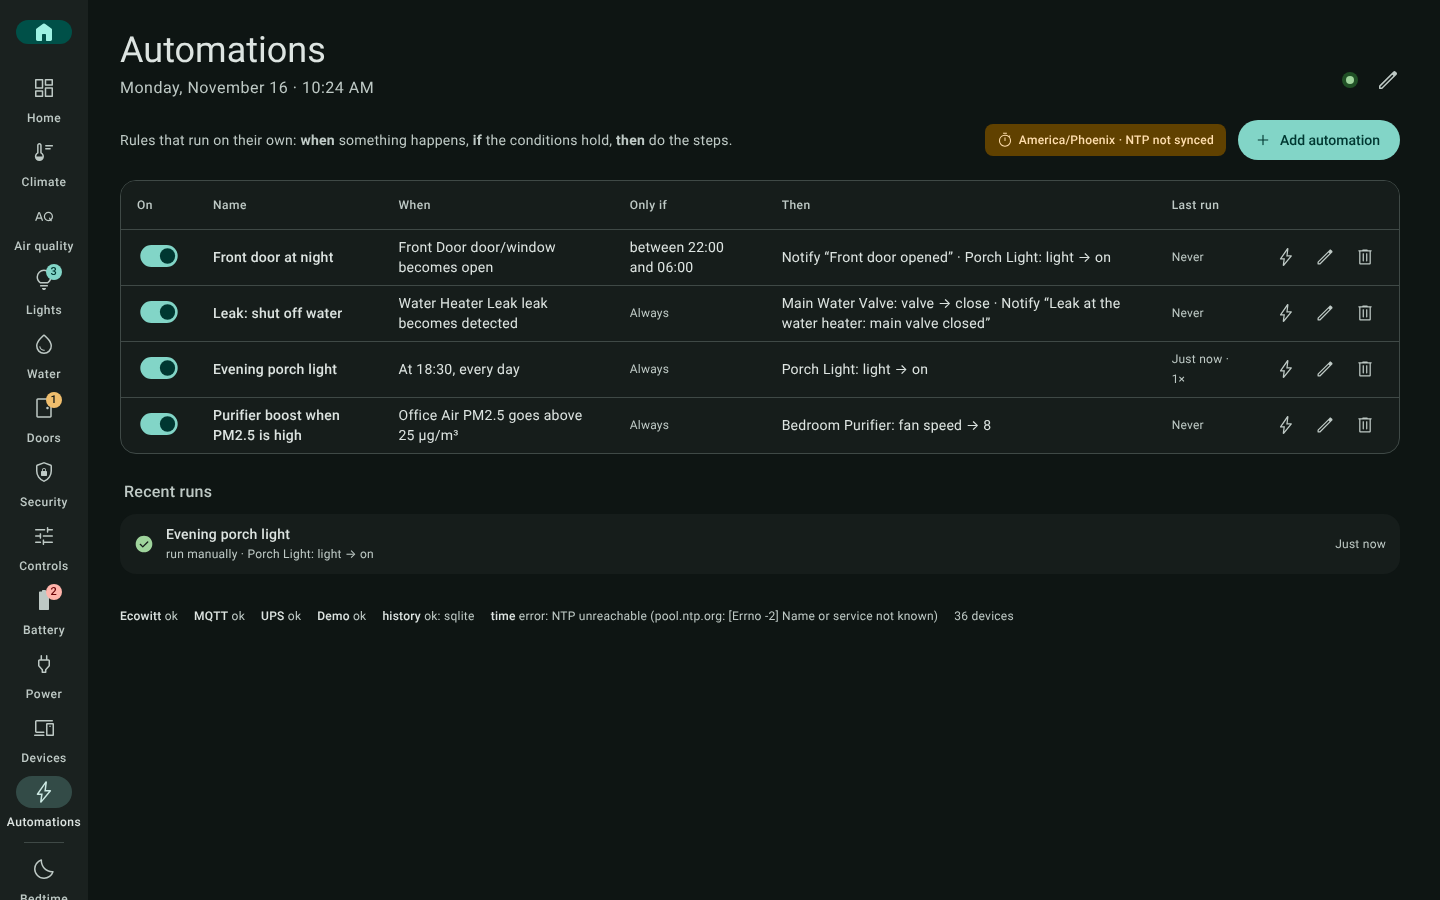 Home
Climate
AQ
Air quality
3
Lights
Water
1
Doors
Security
Controls
2
Battery
Power
Devices
Automations
Bedtime
Automations
Monday, November 16 · 10:24 AM
Rules that run on their own: when something happens, if the conditions hold, then do the steps.
America/Phoenix · NTP not synced
Add automation
On Name When Only if Then Last run
Front door at night
Front Door door/window
becomes open
between 22:00
and 06:00
Notify “Front door opened” · Porch Light: light → on
Never
Leak: shut off water
Water Heater Leak leak
becomes detected
Always
Main Water Valve: valve → close · Notify “Leak at the
water heater: main valve closed”
Never
Evening porch light
At 18:30, every day
Always
Porch Light: light → on
Just now ·
1×
Purifier boost when
PM2.5 is high
Office Air PM2.5 goes above
25 µg/m³
Always
Bedroom Purifier: fan speed → 8
Never
Recent runs
Evening porch light
run manually · Porch Light: light → on
Just now
Ecowitt ok MQTT ok UPS ok Demo ok history ok: sqlite time error: NTP unreachable (pool.ntp.org: [Errno -2] Name or service not known) 36 devices